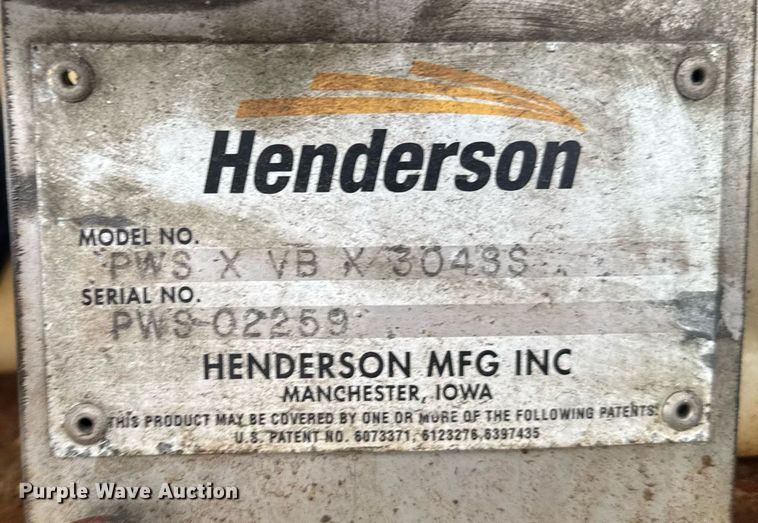 Henderson
MODEL NO.
PWS X VB X 304SS
SERIAL NO.
PWS-02259
HENDERSON MFG INC
MANCHESTER, IOWA
THIS PRODUCT MAY BE COVERED BY ONE OR MORE OF THE FOLLOWING PATENTS:
U.S. PATENT NO. 6073371, 6123276,6397435
Purple Wave Auction